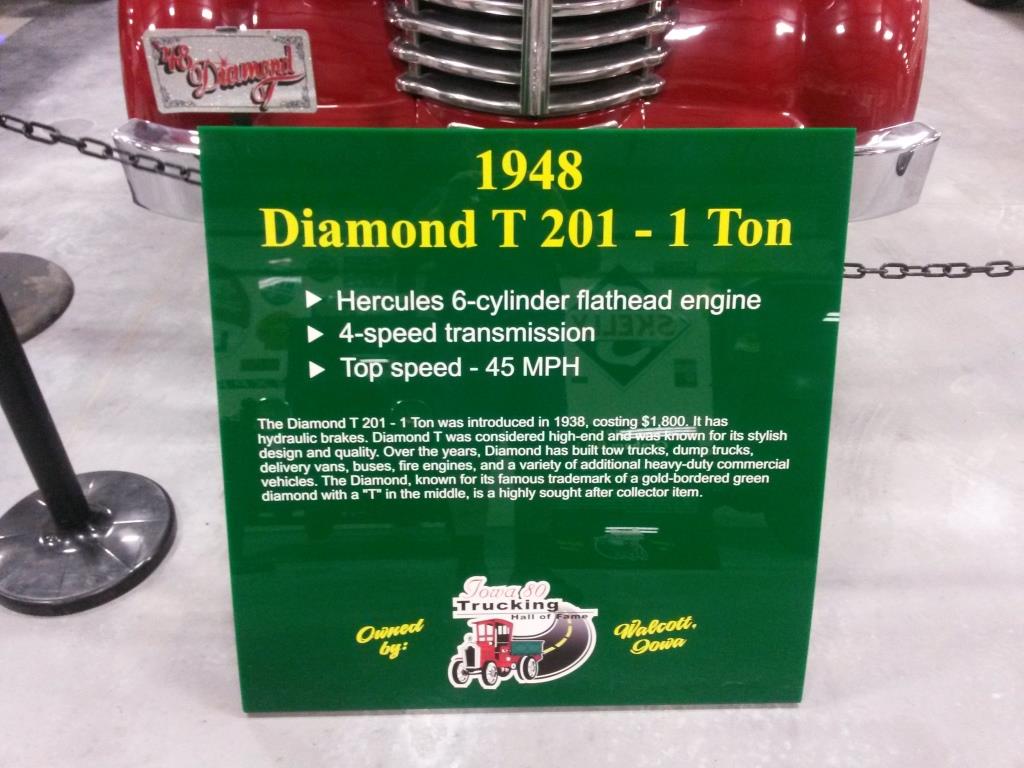 '48 Diamond
1948
Diamond T 201 - 1 Ton
Hercules 6-cylinder flathead engine
4-speed transmission
Top speed - 45 MPH
The Diamond T 201 - 1 Ton was introduced in 1938, costing $1,800. It has
hydraulic brakes. Diamond T was considered high-end and was known for its stylish
design and quality. Over the years, Diamond has built tow trucks, dump trucks,
delivery vans, buses, fire engines, and a variety of additional heavy-duty commercial
vehicles. The Diamond, known for its famous trademark of a gold-bordered green
diamond with a "T" in the middle, is a highly sought after collector item.
Iowa 80
Trucking
Hall of Fame
Owned
by:
Walcott,
Iowa
SKELLY